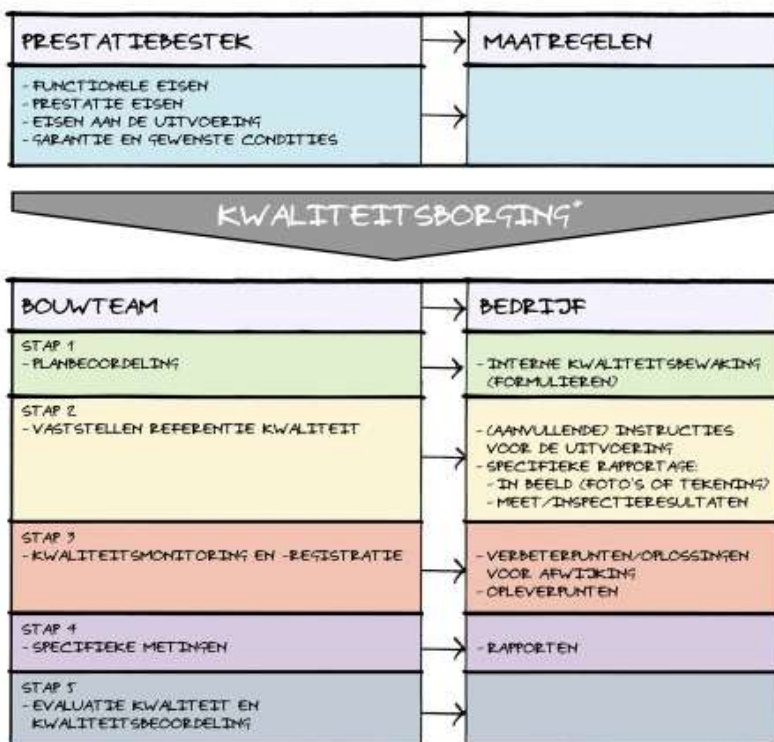 PRESTATIEBESTEK
MAATREGELEN
- FUNCTIONELE EISEN
- PRESTATIE EISEN
- EISEN AAN DE UITVOERING
- GARANTIE EN GEWENSTE CONDITIES
KWALITEITSBORGING*
BOUWTEAM
BEDRIJF
STAP 1
- PLANBEOORDELING
- INTERNE KWALITEITSBEWAKING
(FORMULIEREN)
STAP 2
- VASTSTELLEN REFERENTIE KWALITEIT
- (AANVULLENDE) INSTRUCTIES
VOOR DE UITVOERING
- SPECIFIEKE RAPPORTAGE:
- IN BEELD (FOTO'S OF TEKENING)
- MEET/INSPECTIERESULTATEN
STAP 3
- KWALITEITSMONITORING EN -REGISTRATIE
- VERBETERPUNTEN/OPLOSSINGEN
VOOR AFWIJKING
- OPLEVERPUNTEN
STAP 4
- SPECIFIEKE METINGEN
- RAPPORTEN
STAP 5
- EVALUATIE KWALITEIT EN
KWALITEITSBEOORDELING